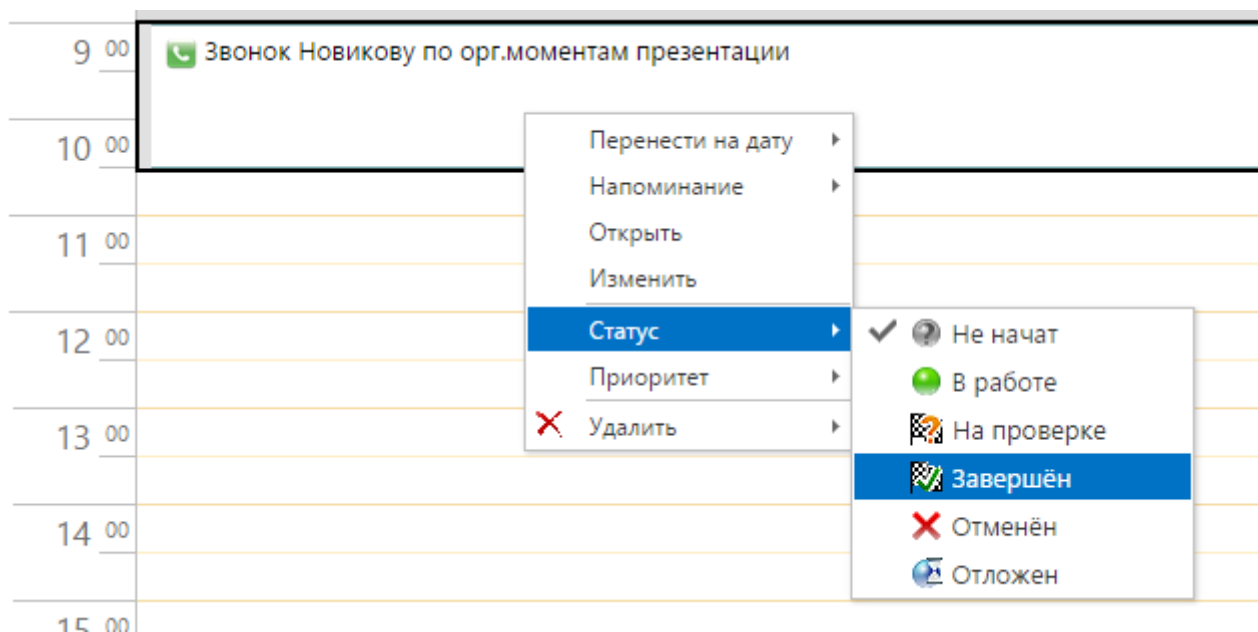 9 00 Звонок Новикову по орг.моментам презентации
10 00
Перенести на дату
Напоминание
11 00
Открыть
Изменить
12 00
Статус
Приоритет
13 00
Удалить
Не начат
В работе
На проверке
Завершён
Отменён
Отложен
14 00
15 00